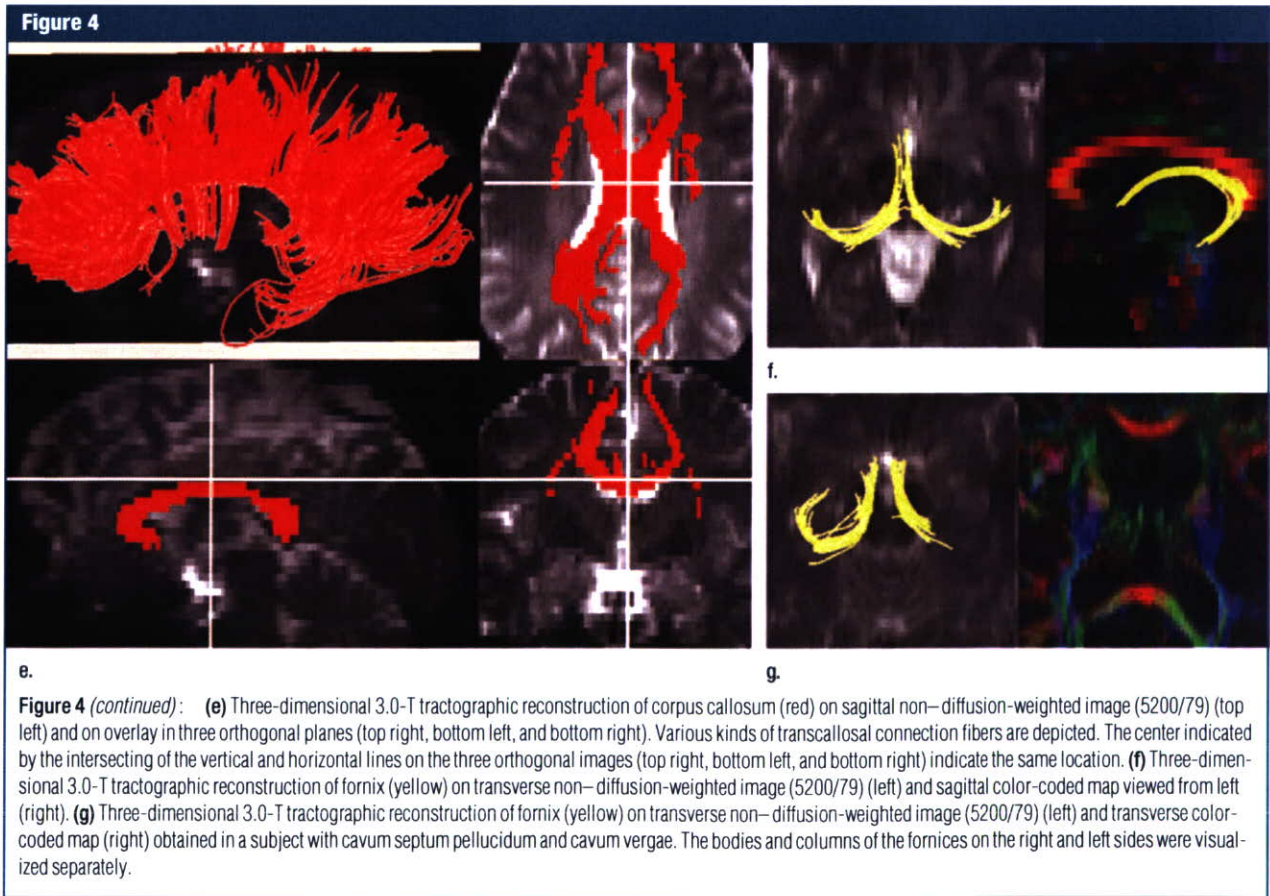 Figure 4
f.
e.
g.
Figure 4 (continued): (e) Three-dimensional 3.0-T tractographic reconstruction of corpus callosum (red) on sagittal non–diffusion-weighted image (5200/79) (top
left) and on overlay in three orthogonal planes (top right, bottom left, and bottom right). Various kinds of transcallosal connection fibers are depicted. The center indicated
by the intersecting of the vertical and horizontal lines on the three orthogonal images (top right, bottom left, and bottom right) indicate the same location. (f) Three-dimen-
sional 3.0-T tractographic reconstruction of fornix (yellow) on transverse non–diffusion-weighted image (5200/79) (left) and sagittal color-coded map viewed from left
(right). (g) Three-dimensional 3.0-T tractographic reconstruction of fornix (yellow) on transverse non–diffusion-weighted image (5200/79) (left) and transverse color-
coded map (right) obtained in a subject with cavum septum pellucidum and cavum vergae. The bodies and columns of the fornices on the right and left sides were visual-
ized separately.